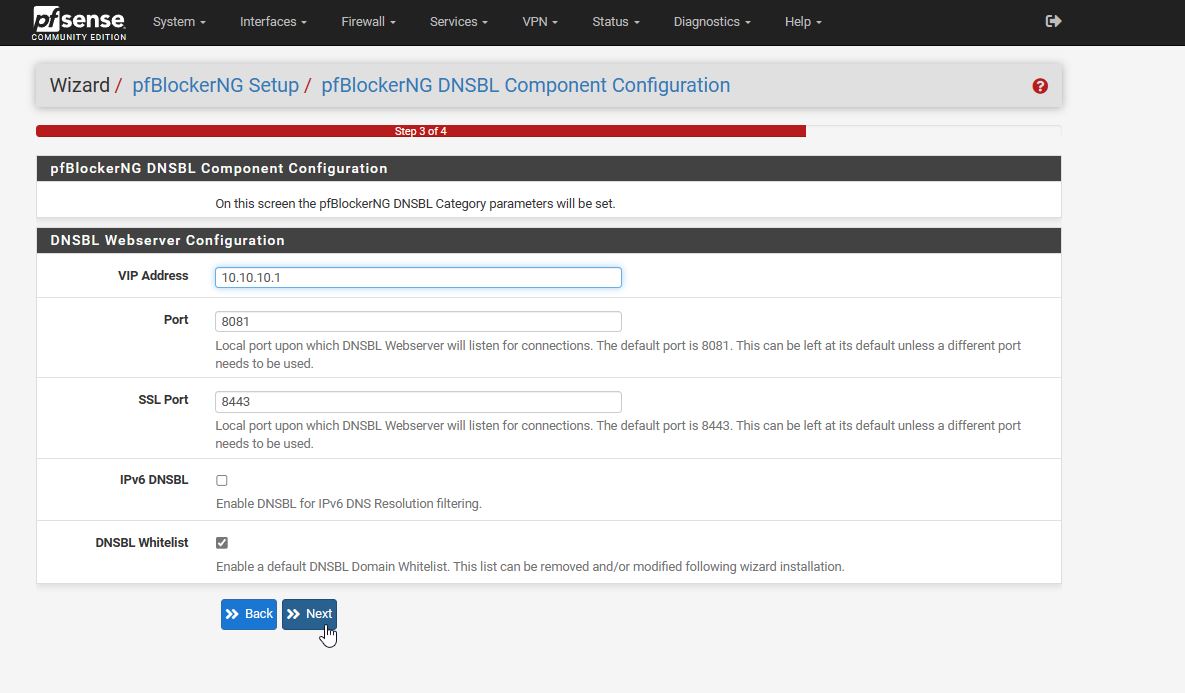 pfsense
COMMUNITY EDITION
System Interfaces Firewall Services VPN Status Diagnostics Help
Wizard / pfBlockerNG Setup / pfBlockerNG DNSBL Component Configuration
Step 3 of 4
pfBlockerNG DNSBL Component Configuration
On this screen the pfBlockerNG DNSBL Category parameters will be set.
DNSBL Webserver Configuration
VIP Address 10.10.10.1
Port 8081
Local port upon which DNSBL Webserver will listen for connections. The default port is 8081. This can be left at its default unless a different port
needs to be used.
SSL Port 8443
Local port upon which DNSBL Webserver will listen for connections. The default port is 8443. This can be left at its default unless a different port
needs to be used.
IPv6 DNSBL
Enable DNSBL for IPv6 DNS Resolution filtering.
DNSBL Whitelist
Enable a default DNSBL Domain Whitelist. This list can be removed and/or modified following wizard installation.
Back Next